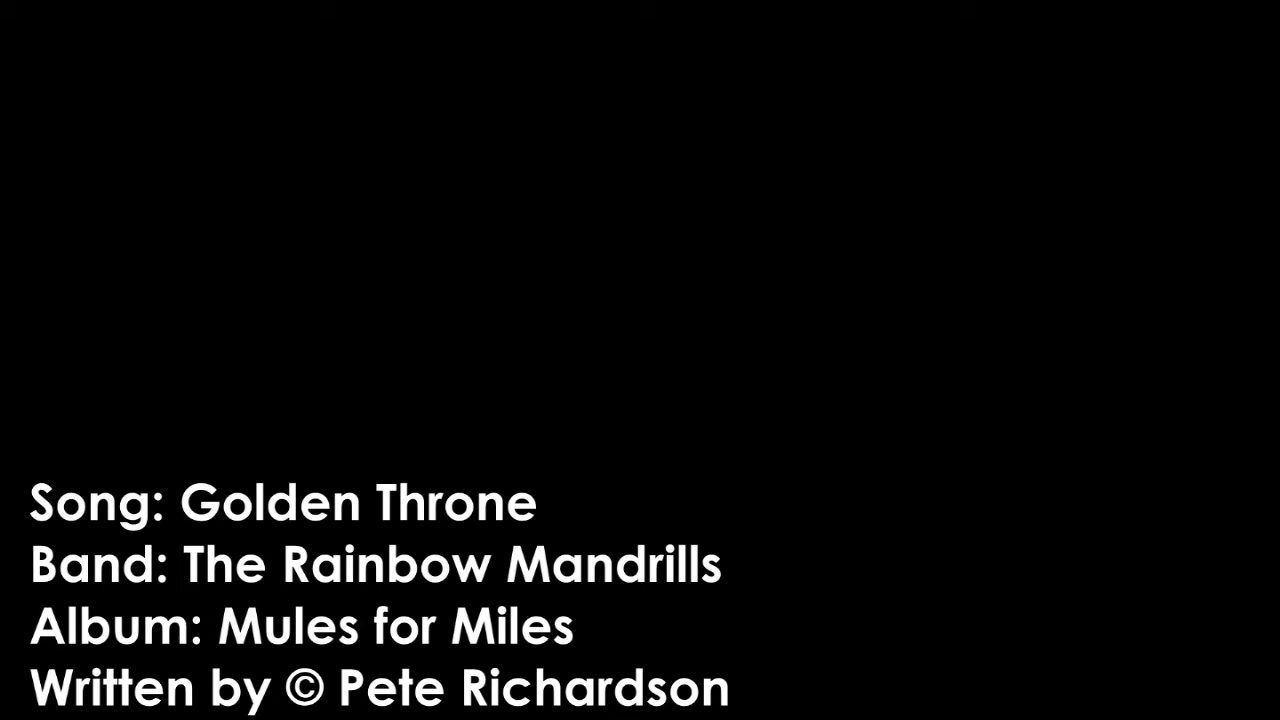 Song: Golden Throne
Band: The Rainbow Mandrills
Album: Mules for Miles
Written by © Pete Richardson